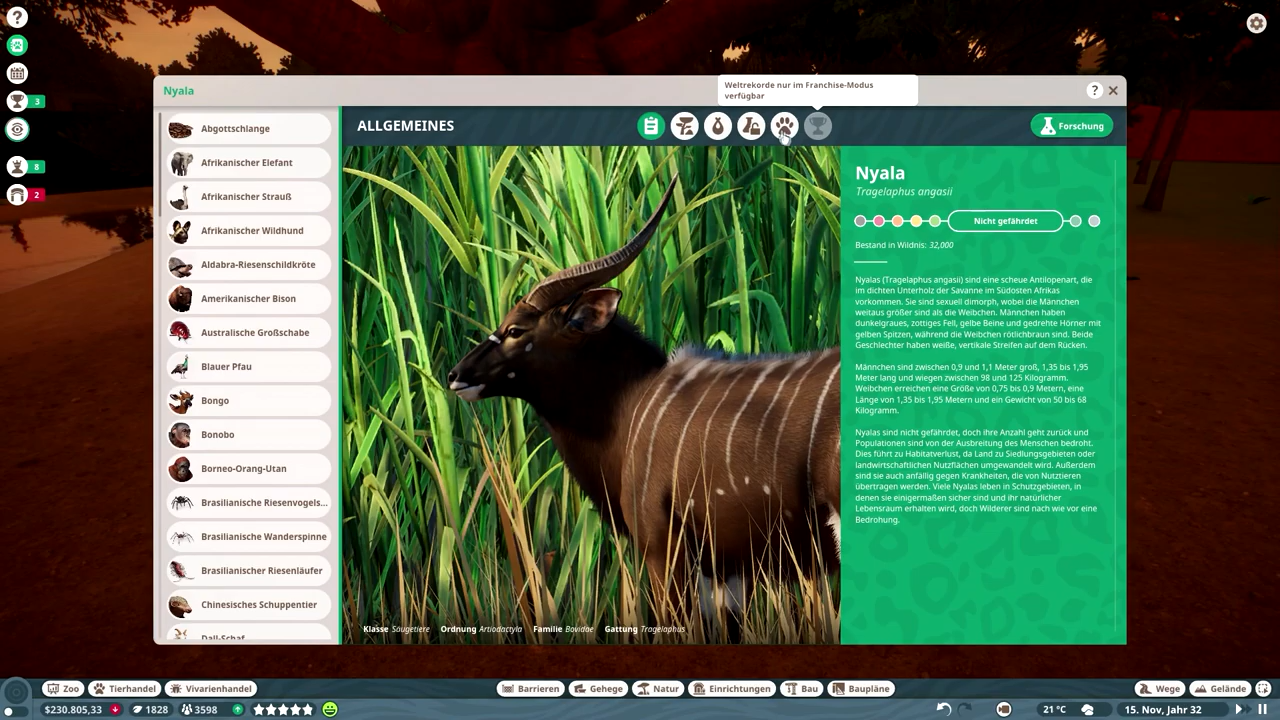 Nyala
Weltrekorde nur im Franchise-Modus
verfügbar
?
?
3
8
2
Abgottschlange
Afrikanischer Elefant
Afrikanischer Strauß
Afrikanischer Wildhund
Aldabra-Riesenschildkröte
Amerikanischer Bison
Australische Großschabe
Blauer Pfau
Bongo
Bonobo
Borneo-Orang-Utan
Brasilianische Riesenvogels...
Brasilianische Wanderspinne
Brasilianischer Riesenläufer
Chinesisches Schuppentier
Dall-Schaf
ALLGEMEINES
Forschung
Klasse Säugetiere Ordnung Artiodactyla Familie Bovidae Gattung Tragelaphus
Nyala
Tragelaphus angasii
Nicht gefährdet
Bestand in Wildnis: 32,000
Nyalas (Tragelaphus angasii) sind eine scheue Antilopenart, die
im dichten Unterholz der Savanne im Südosten Afrikas
vorkommen. Sie sind sexuell dimorph, wobei die Männchen
weitaus größer sind als die Weibchen. Männchen haben
dunkelgraues, zottiges Fell, gelbe Beine und gedrehte Hörner mit
gelben Spitzen, während die Weibchen rötlichbraun sind. Beide
Geschlechter haben weiße, vertikale Streifen auf dem Rücken.
Männchen sind zwischen 0,9 und 1,1 Meter groß, 1,35 bis 1,95
Meter lang und wiegen zwischen 98 und 125 Kilogramm.
Weibchen erreichen eine Größe von 0,75 bis 0,9 Metern, eine
Länge von 1,35 bis 1,95 Metern und ein Gewicht von 50 bis 68
Kilogramm.
Nyalas sind nicht gefährdet, doch ihre Anzahl geht zurück und
Populationen sind von der Ausbreitung des Menschen bedroht.
Dies führt zu Habitatverlust, da Land zu Siedlungsgebieten oder
landwirtschaftlichen Nutzflächen umgewandelt wird. Außerdem
sind sie auch anfällig gegen Krankheiten, die von Nutztieren
übertragen werden. Viele Nyalas leben in Schutzgebieten, in
denen sie einigermaßen sicher sind und ihr natürlicher
Lebensraum erhalten wird, doch Wilderer sind nach wie vor eine
Bedrohung.
Zoo Tierhandel Vivarienhandel Barrieren Gehege Natur Einrichtungen Bau Baupläne Wege Gelände
$230.805,33 1828 3598 21 °C 15. Nov, Jahr 32